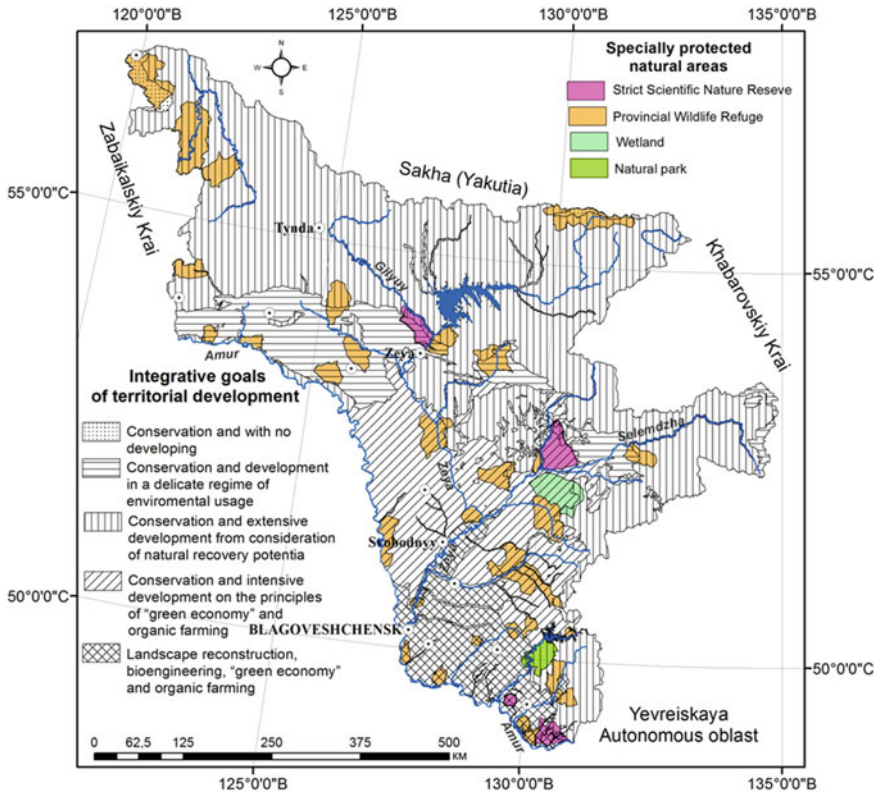 120°0'0"B
125°0'0"B
130°0'0"B
135°0'0"B
N
W
E
S
Specially protected
natural areas
Strict Scientific Nature Reseve
Provincial Wildlife Refuge
Wetland
Natural park
Zabaikalskiy Krai
Sakha (Yakutia)
Khabarovskiy Krai
55°0'0"C
55°0'0"C
Tynda
Gilyuy
Zeya
Amur
Selemdzha
Zeya
Svobodnyy
Zeya
Integrative goals
of territorial development
Conservation and with no
developing
Conservation and development
in a delicate regime of
enviromental usage
Conservation and extensive
development from consideration
of natural recovery potentia
Conservation and intensive
development on the principles
of "green economy" and
organic farming
Landscape reconstruction,
bioengineering, "green economy"
and organic farming
50°0'0"C
BLAGOVESHCHENSK
50°0'0"C
Amur
Yevreiskaya
Autonomous oblast
0 62,5 125 250 375 500
KM
125°0'0"B
130°0'0"B
135°0'0"B